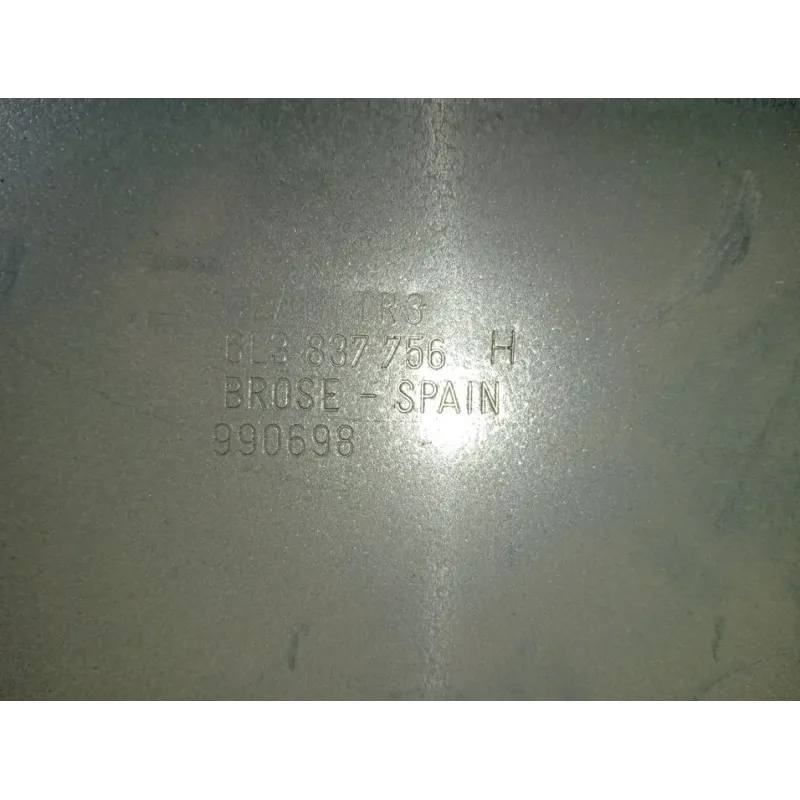 TR3
6L3 837 756 H
BROSE - SPAIN
990698